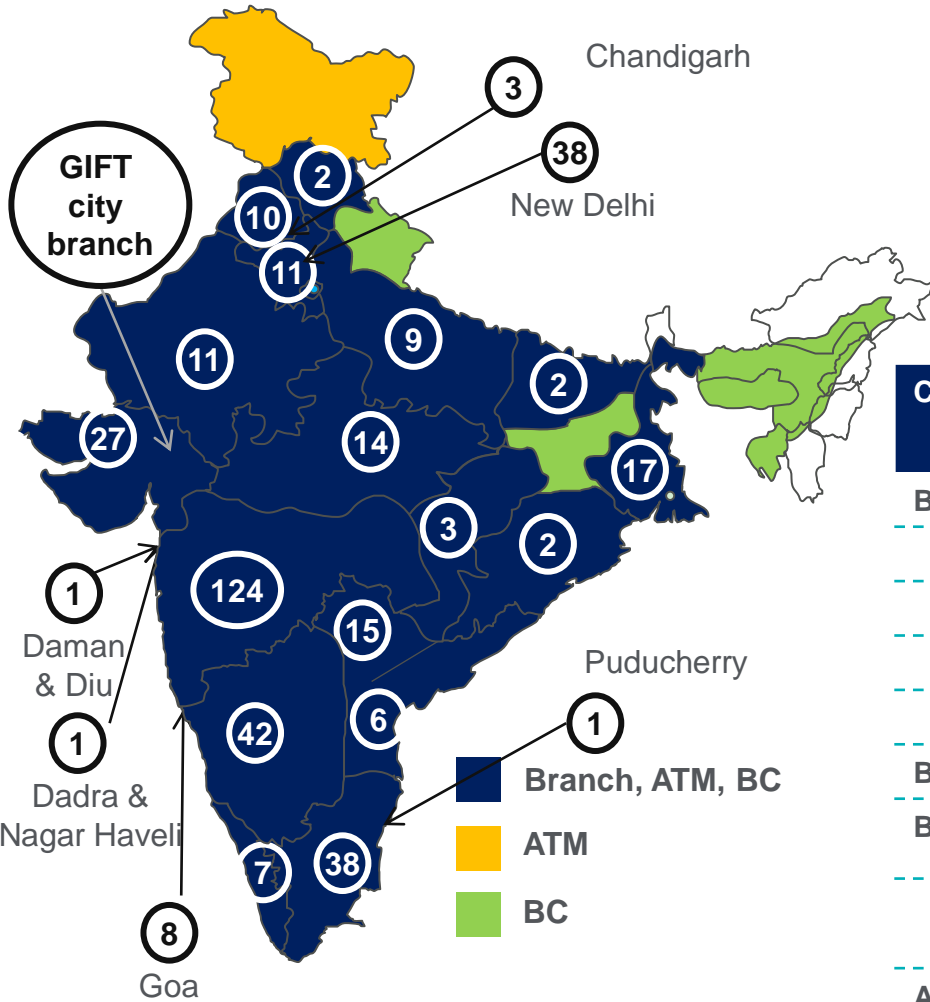 Chandigarh
3
38
New Delhi
GIFT
city
branch
2
10
11
9
11
2
27
14
17
3
2
124
15
1
Daman
& Diu
1
Dadra &
Nagar Haveli
42
6
Puducherry
1
7
38
8
Goa
Branch, ATM, BC
ATM
BC
C
B
B
B
A